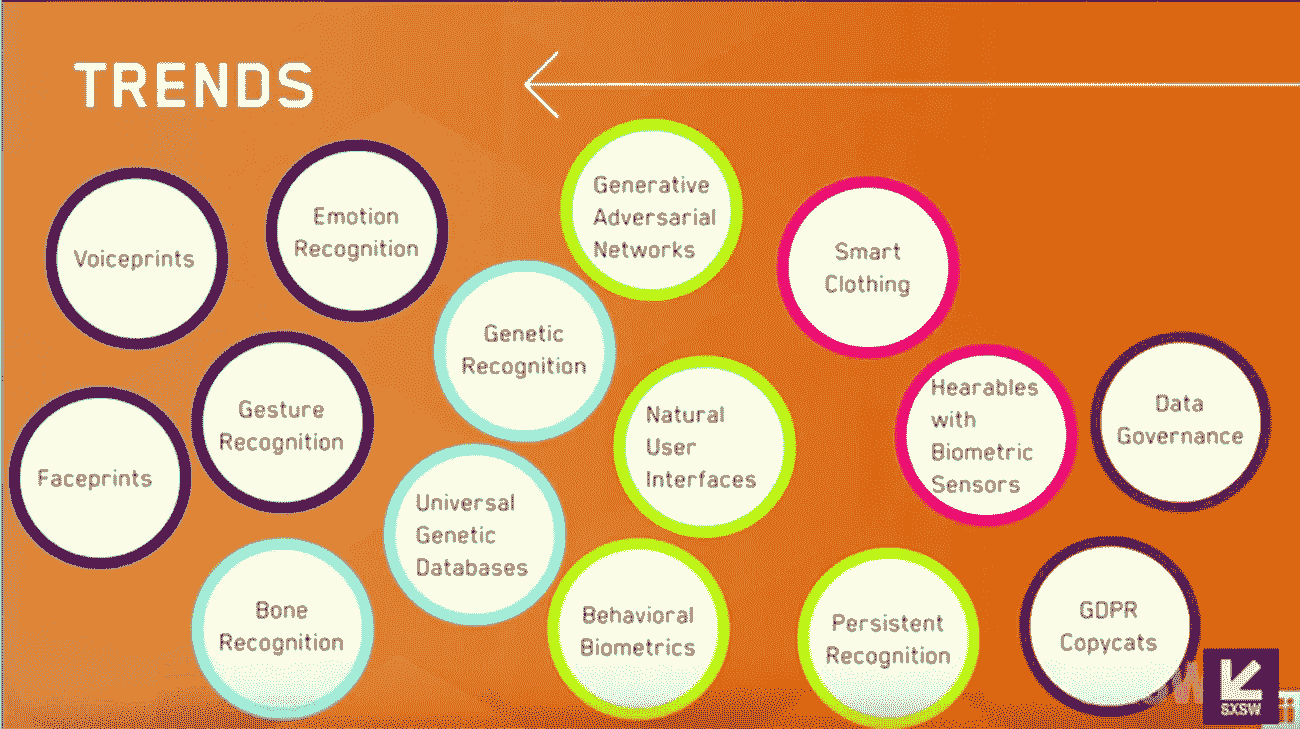 TRENDS
Voiceprints
Emotion
Recognition
Generative
Adversarial
Networks
Smart
Clothing
Genetic
Recognition
Faceprints
Gesture
Recognition
Natural
User
Interfaces
Hearables
with
Biometric
Sensors
Data
Governance
Universal
Genetic
Databases
Bone
Recognition
Behavioral
Biometrics
Persistent
Recognition
GDPR
Copycats
SXSW